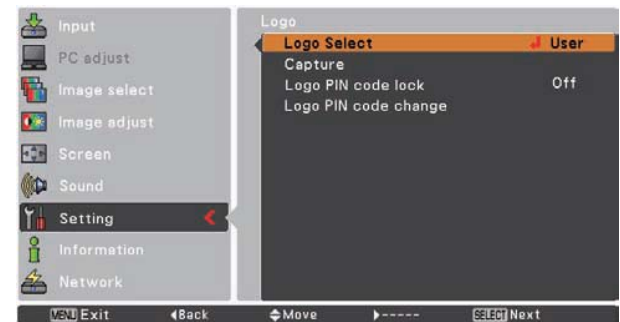 Input
PC adjust
Image select
Image adjust
Screen
Sound
Setting
Information
Network
Logo
Logo Select User
Capture
Logo PIN code lock Off
Logo PIN code change
MENU Exit Back Move ----- SELECT Next